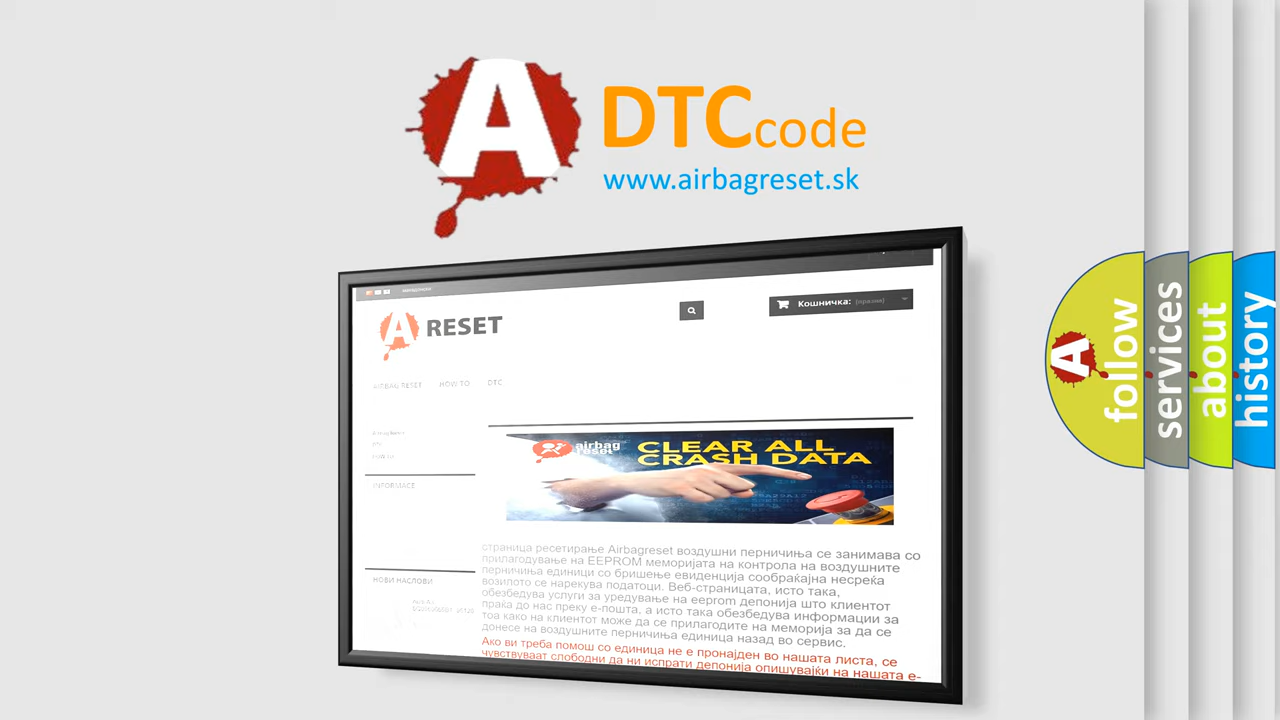 A DTC code
www.airbagreset.sk
Кошничка: (празни)
A RESET
AIRBAG RESET HOW TO DTC
airbag
reset
CLEAR ALL
CRASH DATA
INFORMACE
НОВИ НАСЛОВИ
страница ресетирање Airbagreset воздушни перничиња се занимава со
прилагодување на EEPROM меморијата на контрола на воздушните
перничиња единици со бришење евиденција сообраќајна несреќа
возилото се нарекува податоци. Веб-страницата, исто така,
обезбедува услуги за уредување на eeprom депонија што клиентот
праќа до нас преку е-пошта, а исто така обезбедува информации за
тоа како на клиентот може да се прилагодите на меморија за да се
донесе на воздушните перничиња единица назад во сервис.
Ако ви треба помош со единица не е пронајден во нашата листа, се
чувствуваат слободни да ни испрати депонија опишувајќи на нашата е-
A follow
services
about
history